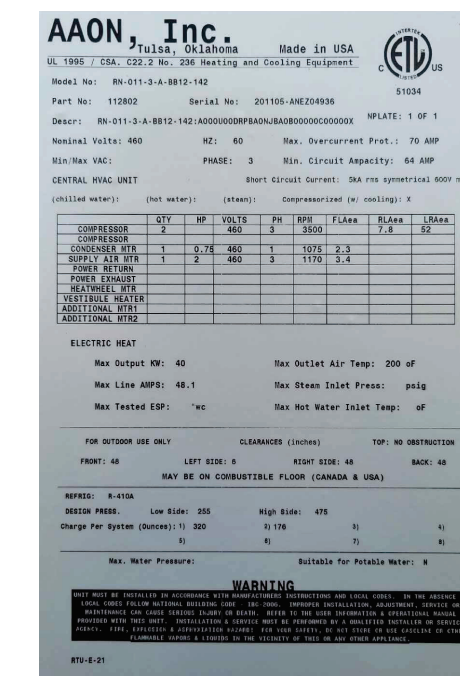 AAON, Inc.
Tulsa, Oklahoma Made in USA
UL 1995 / CSA. C22.2 No. 236 Heating and Cooling Equipment
INTERTEK
C ETL US
LISTED
51034
Model No: RN-011-3-A-BB12-142
Part No: 112802 Serial No: 201105-ANEZ04936
Descr: RN-011-3-A-BB12-142:A000U00DRPBA0NJBA0B00000C00000X NPLATE: 1 OF 1
Nominal Volts: 460 HZ: 60 Max. Overcurrent Prot.: 70 AMP
Min/Max VAC: PHASE: 3 Min. Circuit Ampacity: 64 AMP
CENTRAL HVAC UNIT Short Circuit Current: 5kA rms symmetrical 600V m
(chilled water): (hot water): (steam): Compressorized (w/ cooling): X
QTY HP VOLTS PH RPM FLAea RLAea LRAea
COMPRESSOR 2 460 3 3500 7.8 52
COMPRESSOR
CONDENSER MTR 1 0.75 460 1 1075 2.3
SUPPLY AIR MTR 1 2 460 3 1170 3.4
POWER RETURN
POWER EXHAUST
HEATWHEEL MTR
VESTIBULE HEATER
ADDITIONAL MTR1
ADDITIONAL MTR2
ELECTRIC HEAT
Max Output KW: 40 Max Outlet Air Temp: 200 oF
Max Line AMPS: 48.1 Max Steam Inlet Press: psig
Max Tested ESP: "wc Max Hot Water Inlet Temp: oF
FOR OUTDOOR USE ONLY CLEARANCES (inches) TOP: NO OBSTRUCTION
FRONT: 48 LEFT SIDE: 6 RIGHT SIDE: 48 BACK: 48
MAY BE ON COMBUSTIBLE FLOOR (CANADA & USA)
REFRIG: R-410A
DESIGN PRESS. Low Side: 255 High Side: 475
Charge Per System (Ounces): 1) 320 2) 176 3) 4)
5) 6) 7) 8)
Max. Water Pressure: Suitable for Potable Water: N
WARNING
UNIT MUST BE INSTALLED IN ACCORDANCE WITH MANUFACTURERS INSTRUCTIONS AND LOCAL CODES. IN THE ABSENCE
LOCAL CODES FOLLOW NATIONAL BUILDING CODE - IBC-2000. IMPROPER INSTALLATION, ADJUSTMENT, SERVICE OR
MAINTENANCE CAN CAUSE SERIOUS INJURY OR DEATH. REFER TO THE USER INFORMATION & OPERATIONAL MANUAL
PROVIDED WITH THIS UNIT. INSTALLATION & SERVICE MUST BE PERFORMED BY A QUALIFIED INSTALLER OR SERVIC
AGENCY. FIRE, EXPLOSION & ASPHYXIATION HAZARD! FOR YOUR SAFETY, DO NOT STORE OR USE GASOLINE OR OTHE
FLAMMABLE VAPORS & LIQUIDS IN THE VICINITY OF THIS OR ANY OTHER APPLIANCE.
RTU-E-21